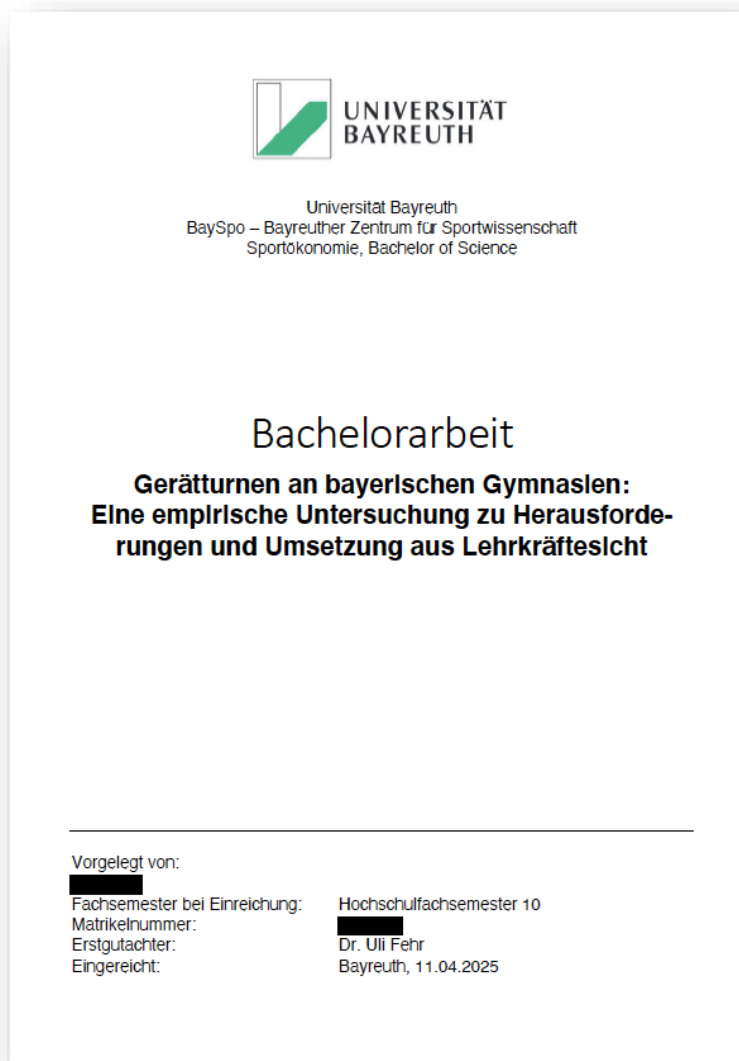 UNIVERSITÄT
BAYREUTH
Universität Bayreuth
BaySpo – Bayreuther Zentrum für Sportwissenschaft
Sportökonomie, Bachelor of Science
Bachelorarbeit
Gerätturnen an bayerischen Gymnasien:
Eine empirische Untersuchung zu Herausforde-
rungen und Umsetzung aus Lehrkräftesicht
Vorgelegt von:
Fachsemester bei Einreichung: Hochschulfachsemester 10
Matrikelnummer:
Erstgutachter: Dr. Uli Fehr
Eingereicht: Bayreuth, 11.04.2025